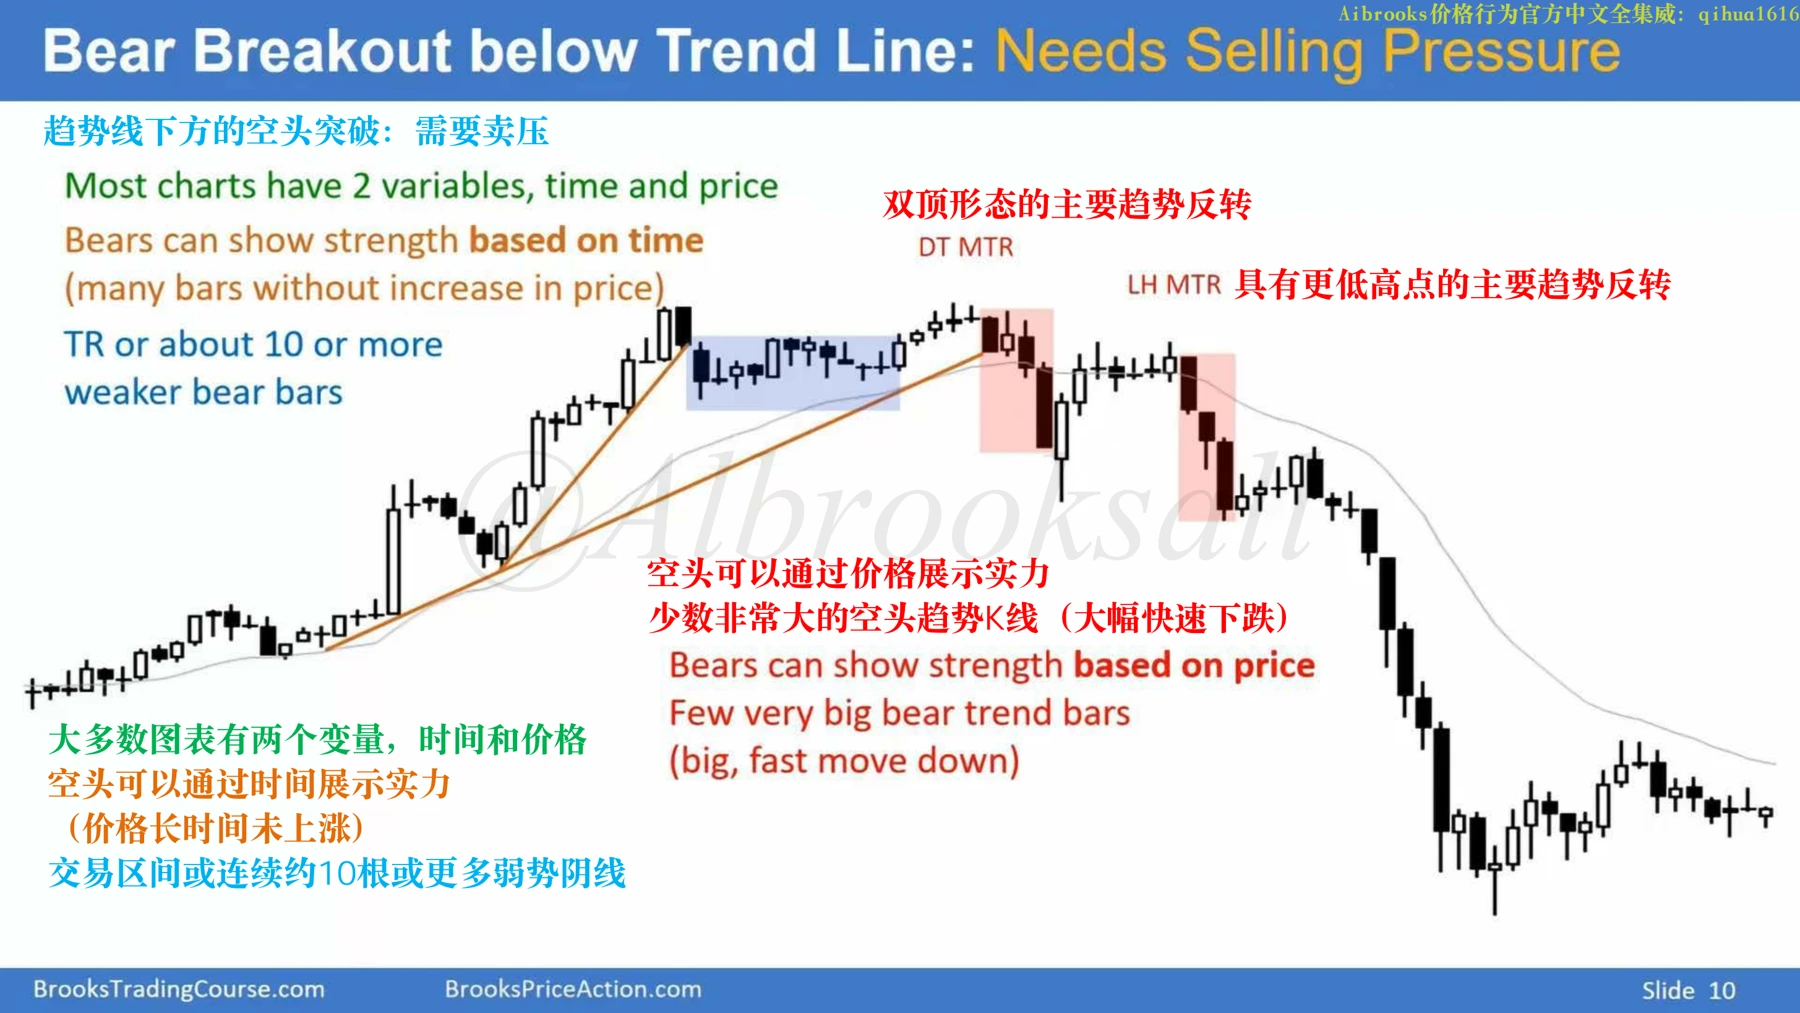 Aibrooks价格行为官方中文全集威：qihua1616
Bear Breakout below Trend Line: Needs Selling Pressure
趋势线下方的空头突破：需要卖压
Most charts have 2 variables, time and price
Bears can show strength based on time
(many bars without increase in price)
TR or about 10 or more
weaker bear bars
双顶形态的主要趋势反转
DT MTR
LH MTR 具有更低高点的主要趋势反转
@Albrooksall
空头可以通过价格展示实力
少数非常大的空头趋势K线（大幅快速下跌）
Bears can show strength based on price
Few very big bear trend bars
(big, fast move down)
大多数图表有两个变量，时间和价格
空头可以通过时间展示实力
（价格长时间未上涨）
交易区间或连续约10根或更多弱势阴线
BrooksTradingCourse.com
BrooksPriceAction.com
Slide 10